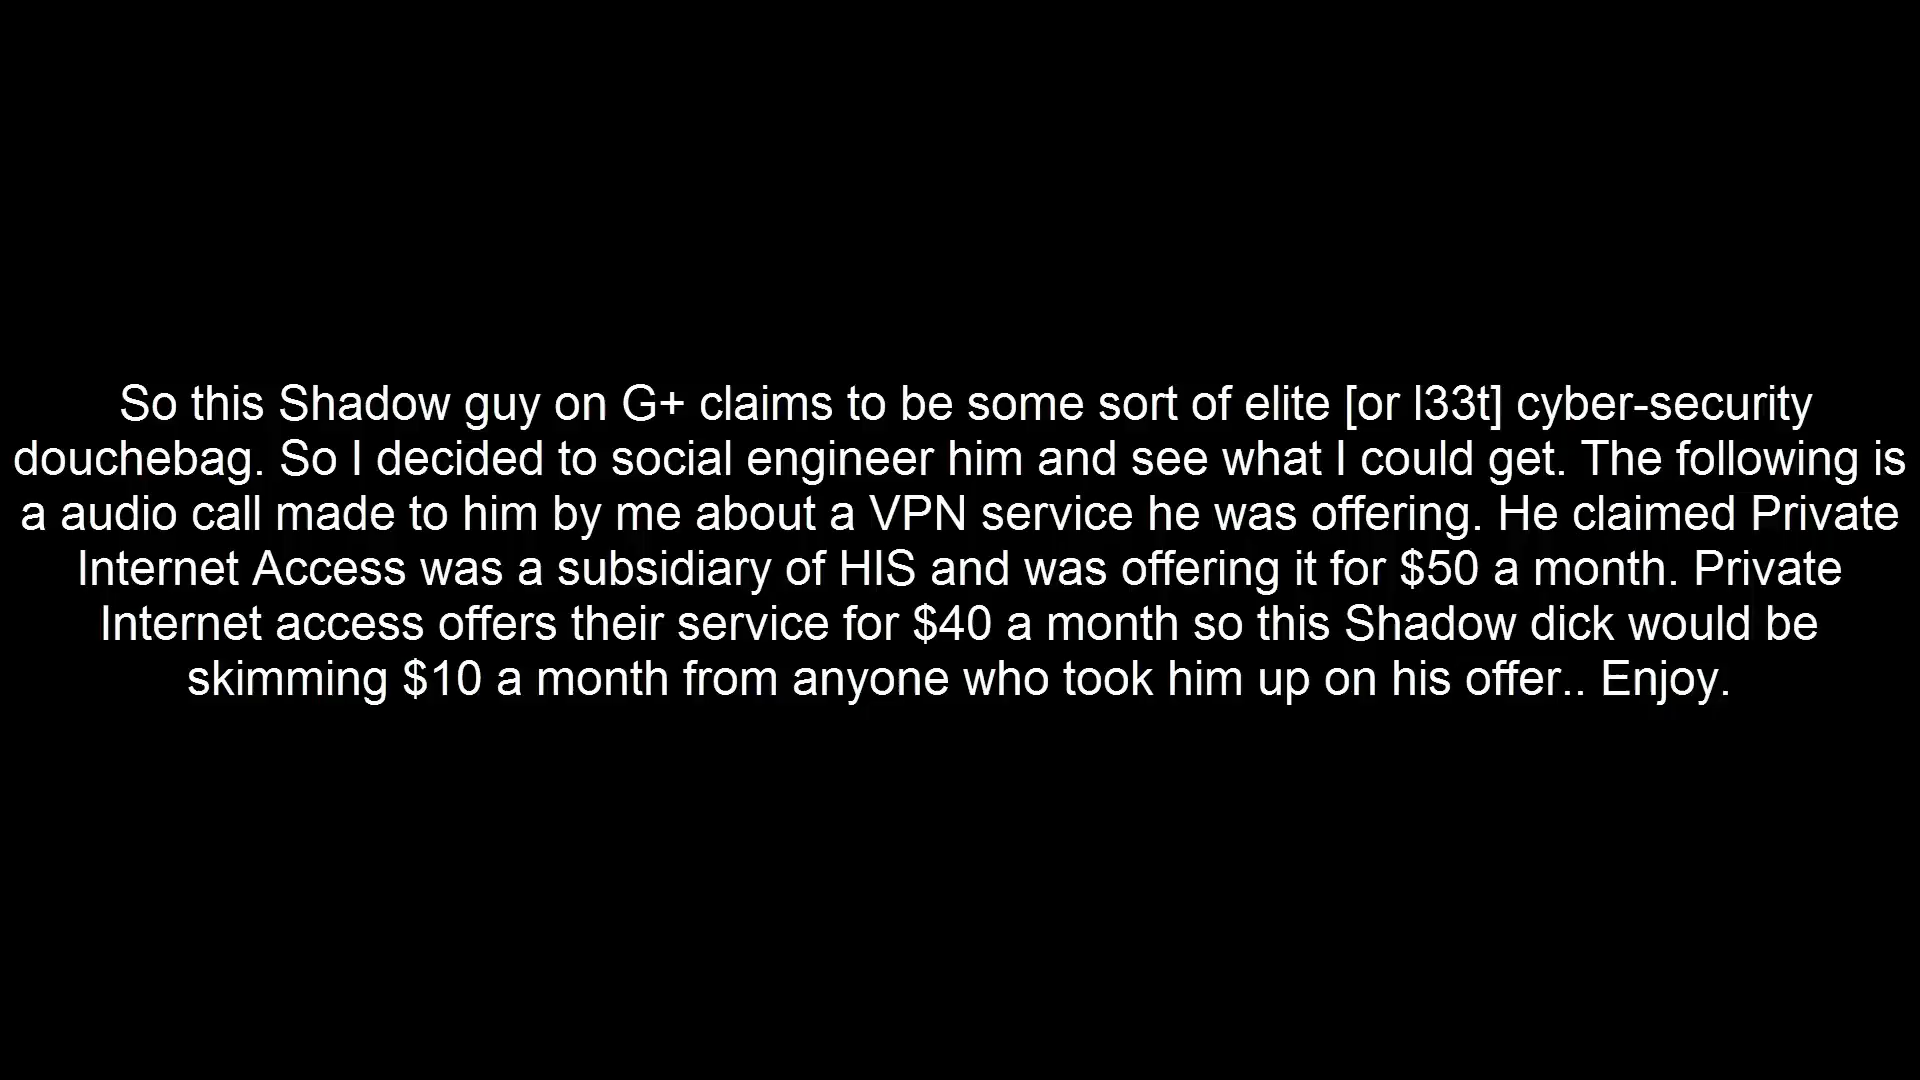 So this Shadow guy on G+ claims to be some sort of elite [or l33t] cyber-security
douchebag. So I decided to social engineer him and see what I could get. The following is
a audio call made to him by me about a VPN service he was offering. He claimed Private
Internet Access was a subsidiary of HIS and was offering it for $50 a month. Private
Internet access offers their service for $40 a month so this Shadow dick would be
skimming $10 a month from anyone who took him up on his offer.. Enjoy.